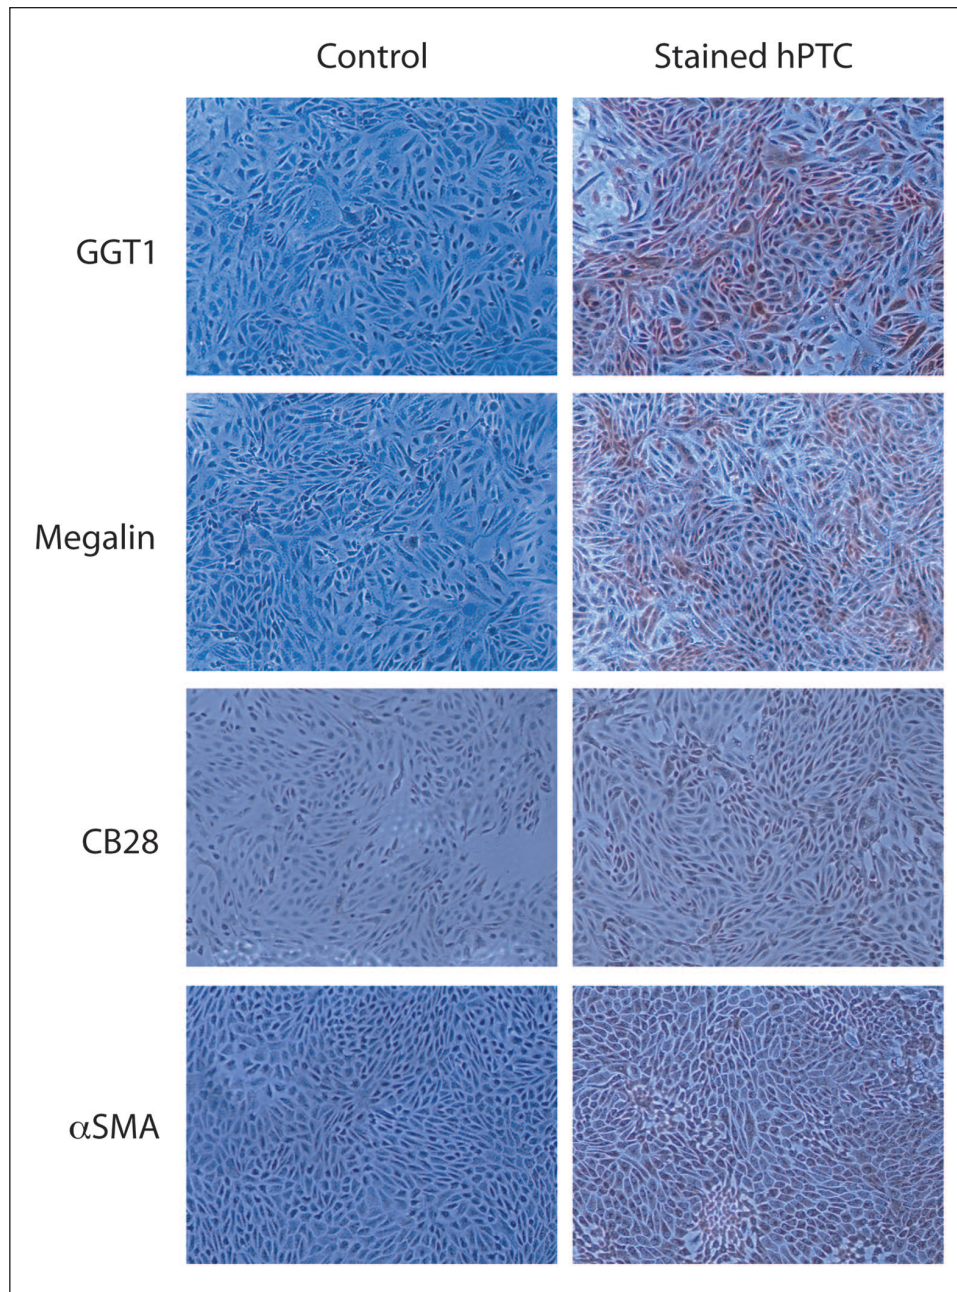 Control Stained hPTC
GGT1
Megalin
CB28
αSMA